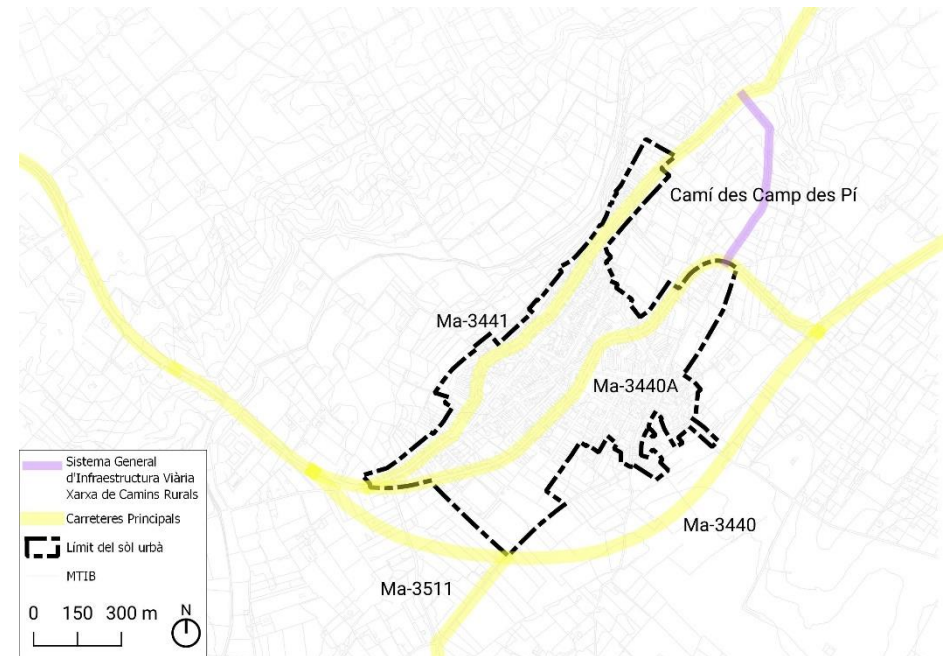 Camí des Camp des Pí
Ma-3441
Ma-3440A
Ma-3440
Ma-3511
Sistema General
d'Infraestructura Viària
Xarxa de Camins Rurals
Carreteres Principals
Límit del sòl urbà
MTIB
0 150 300 m
N